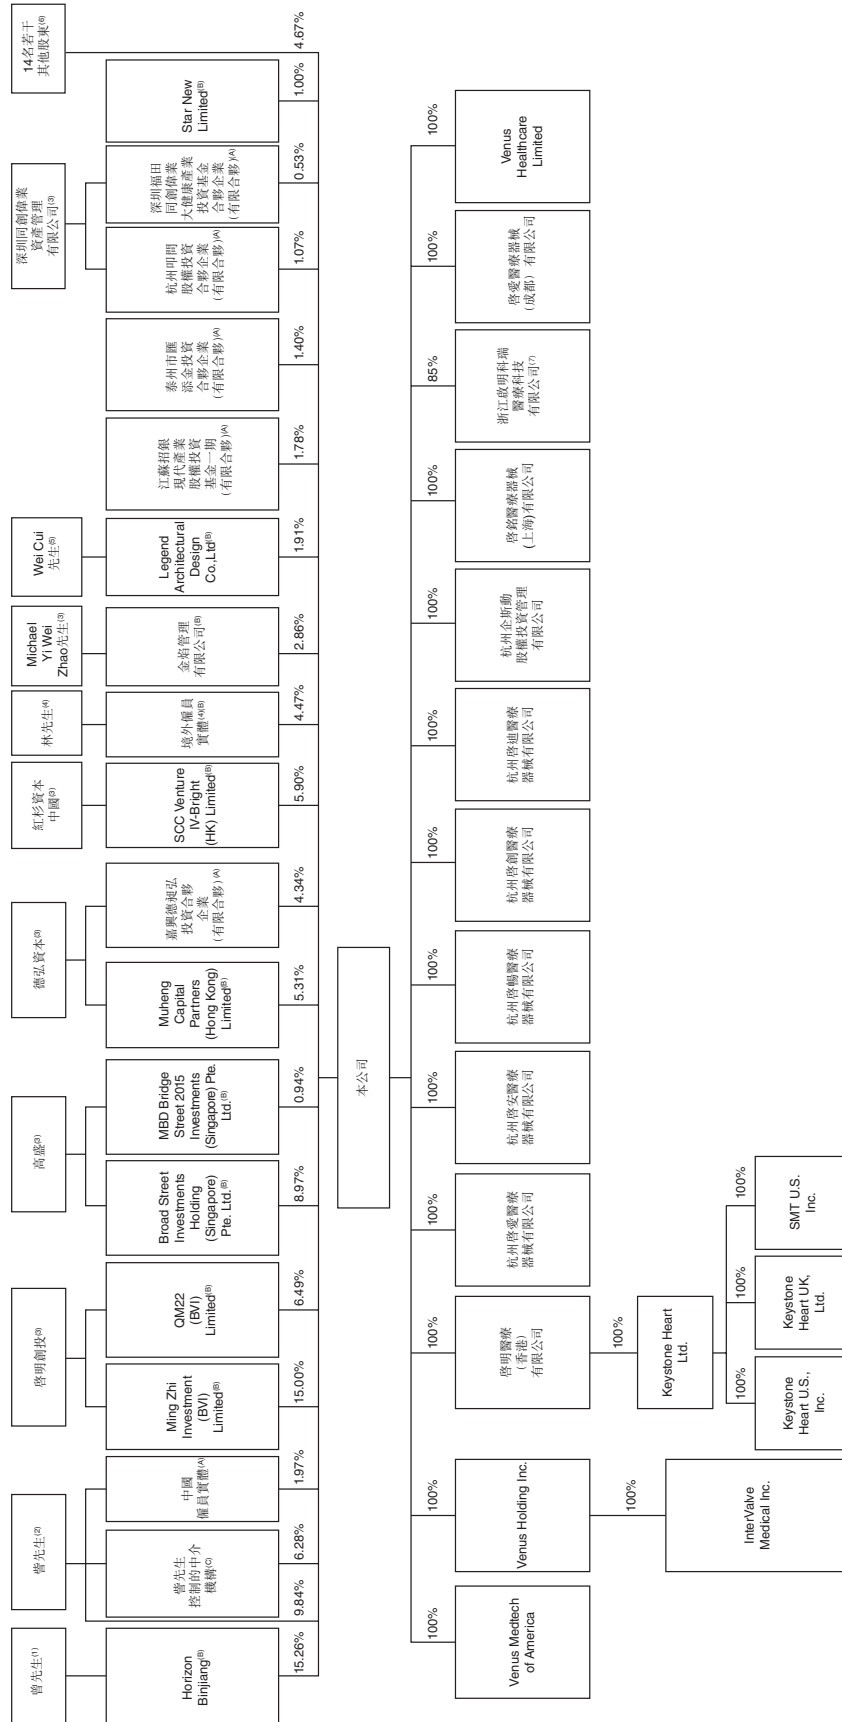 曾先生(1)
訾先生(2)
啓明創投(3)
高盛(3)
德弘資本(3)
紅杉資本
中國(3)
林先生(4)
Michael
Yi Wei
Zhao先生(3)
Wei Cui
先生(5)
深圳同創偉業
資產管理
有限公司(3)
14名若干
其他股東(6)
Horizon
Binjiang(B)
訾先生
控制的中介
機構(C)
中國
僱員實體(A)
Ming Zhi
Investment
(BVI)
Limited(B)
QM22
(BVI)
Limited(B)
Broad Street
Investments
Holding
(Singapore)
Pte. Ltd.(B)
MBD Bridge
Street 2015
Investments
(Singapore) Pte.
Ltd.(B)
Muheng
Capital
Partners
(Hong Kong)
Limited(B)
嘉興德昶弘
投資合夥
企業
(有限合夥)(A)
SCC Venture
IV-Bright
(HK) Limited(B)
境外僱員
實體(4)(B)
金焰管理
有限公司(B)
Legend
Architectural
Design
Co.,Ltd(B)
江蘇招銀
現代產業
股權投資
基金一期
(有限合夥)(A)
泰州市匯
添金投資
合夥企業
(有限合夥)(A)
杭州叩問
股權投資
合夥企業
(有限合夥)(A)
深圳福田
同創偉業
大健康產業
投資基金
合夥企業
(有限合夥)(A)
Star New
Limited(B)
15.26%
9.84%
6.28%
1.97%
15.00%
6.49%
8.97%
0.94%
5.31%
4.34%
5.90%
4.47%
2.86%
1.91%
1.78%
1.40%
1.07%
0.53%
1.00%
4.67%
本公司
100%
100%
100%
100%
100%
100%
100%
100%
100%
100%
85%
100%
100%
Venus Medtech
of America
Venus Holding Inc.
啓明醫療
(香港)
有限公司
杭州啓愛醫療
器械有限公司
杭州啓安醫療
器械有限公司
杭州啓暢醫療
器械有限公司
杭州啓創醫療
器械有限公司
杭州啓迪醫療
器械有限公司
杭州企斯動
股權投資管理
有限公司
啓銘醫療器械
(上海)有限公司
浙江啟明科瑞
醫療科技
有限公司(7)
啓愛醫療器械
(成都) 有限公司
Venus
Healthcare
Limited
100%
100%
InterValve
Medical Inc.
Keystone Heart
Ltd.
100%
100%
100%
Keystone
Heart U.S.,
Inc.
Keystone
Heart UK,
Ltd.
SMT U.S.
Inc.